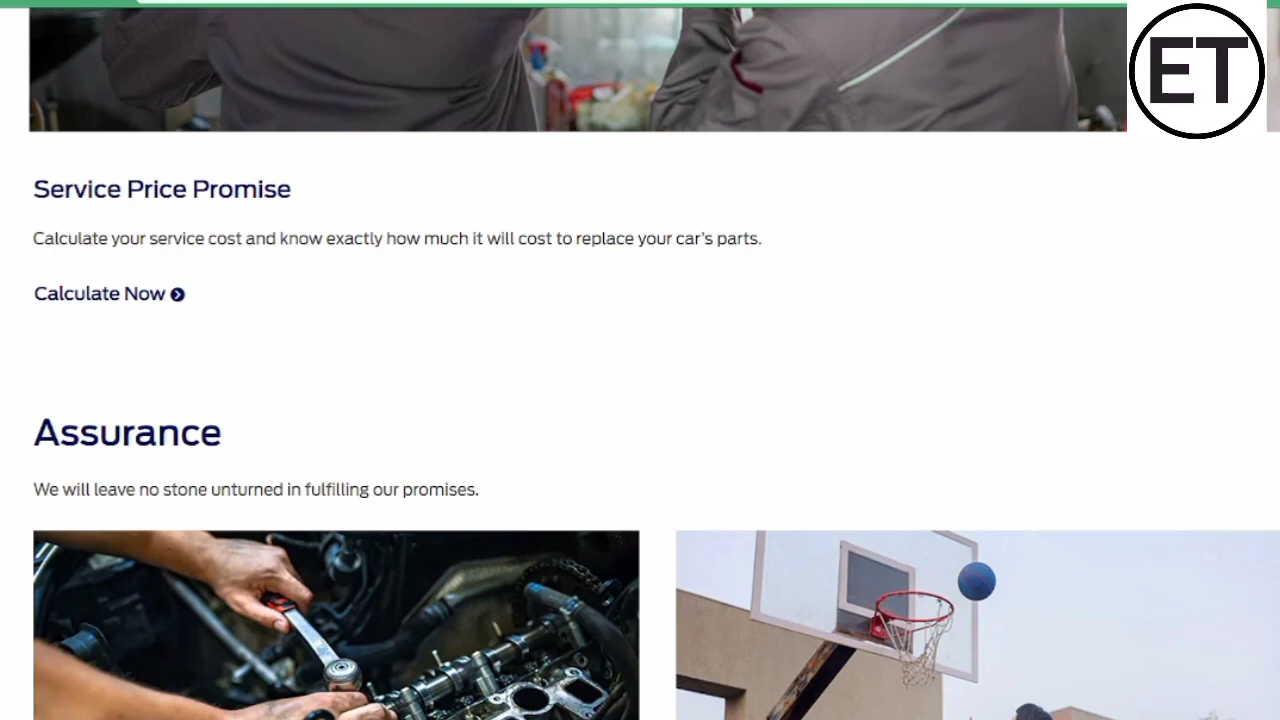 ET
Service Price Promise
Calculate your service cost and know exactly how much it will cost to replace your car's parts.
Calculate Now
Assurance
We will leave no stone unturned in fulfilling our promises.